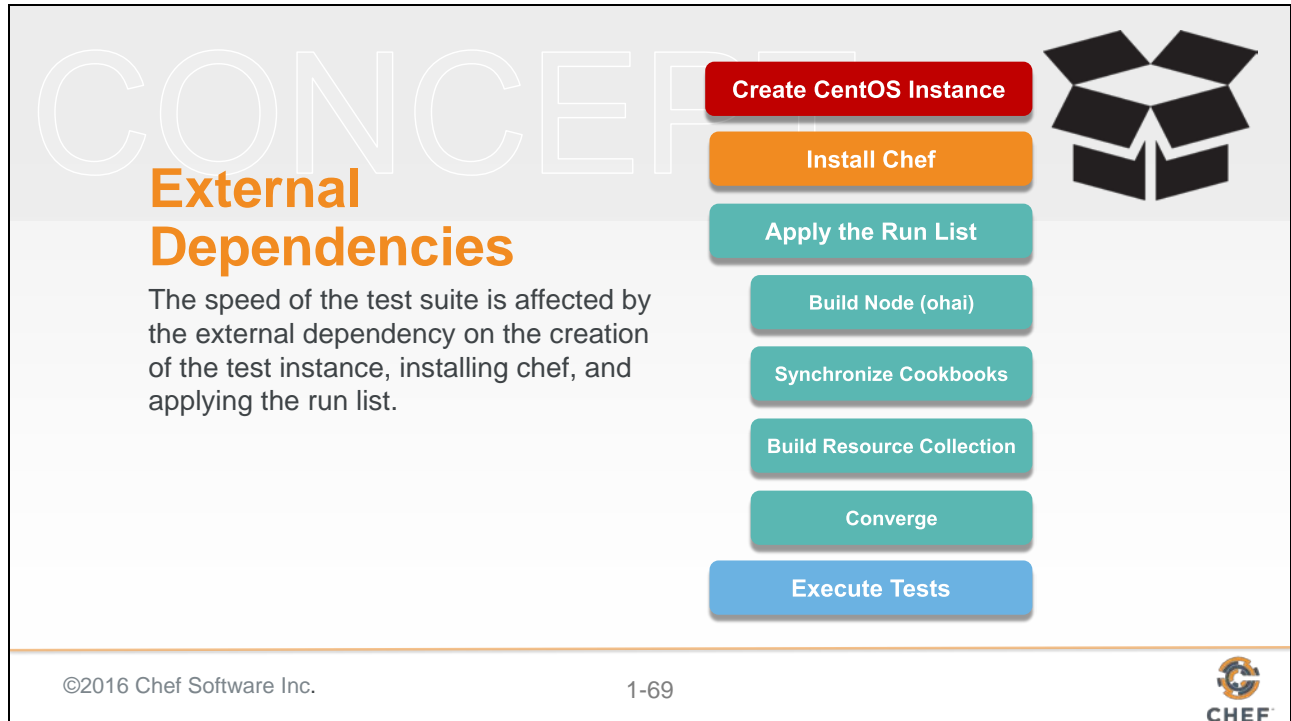 CONCEPT
External
Dependencies
The speed of the test suite is affected by
the external dependency on the creation
of the test instance, installing chef, and
applying the run list.
Create CentOS Instance
Install Chef
Apply the Run List
Build Node (ohai)
Synchronize Cookbooks
Build Resource Collection
Converge
Execute Tests
©2016 Chef Software Inc.
1-69
CHEF